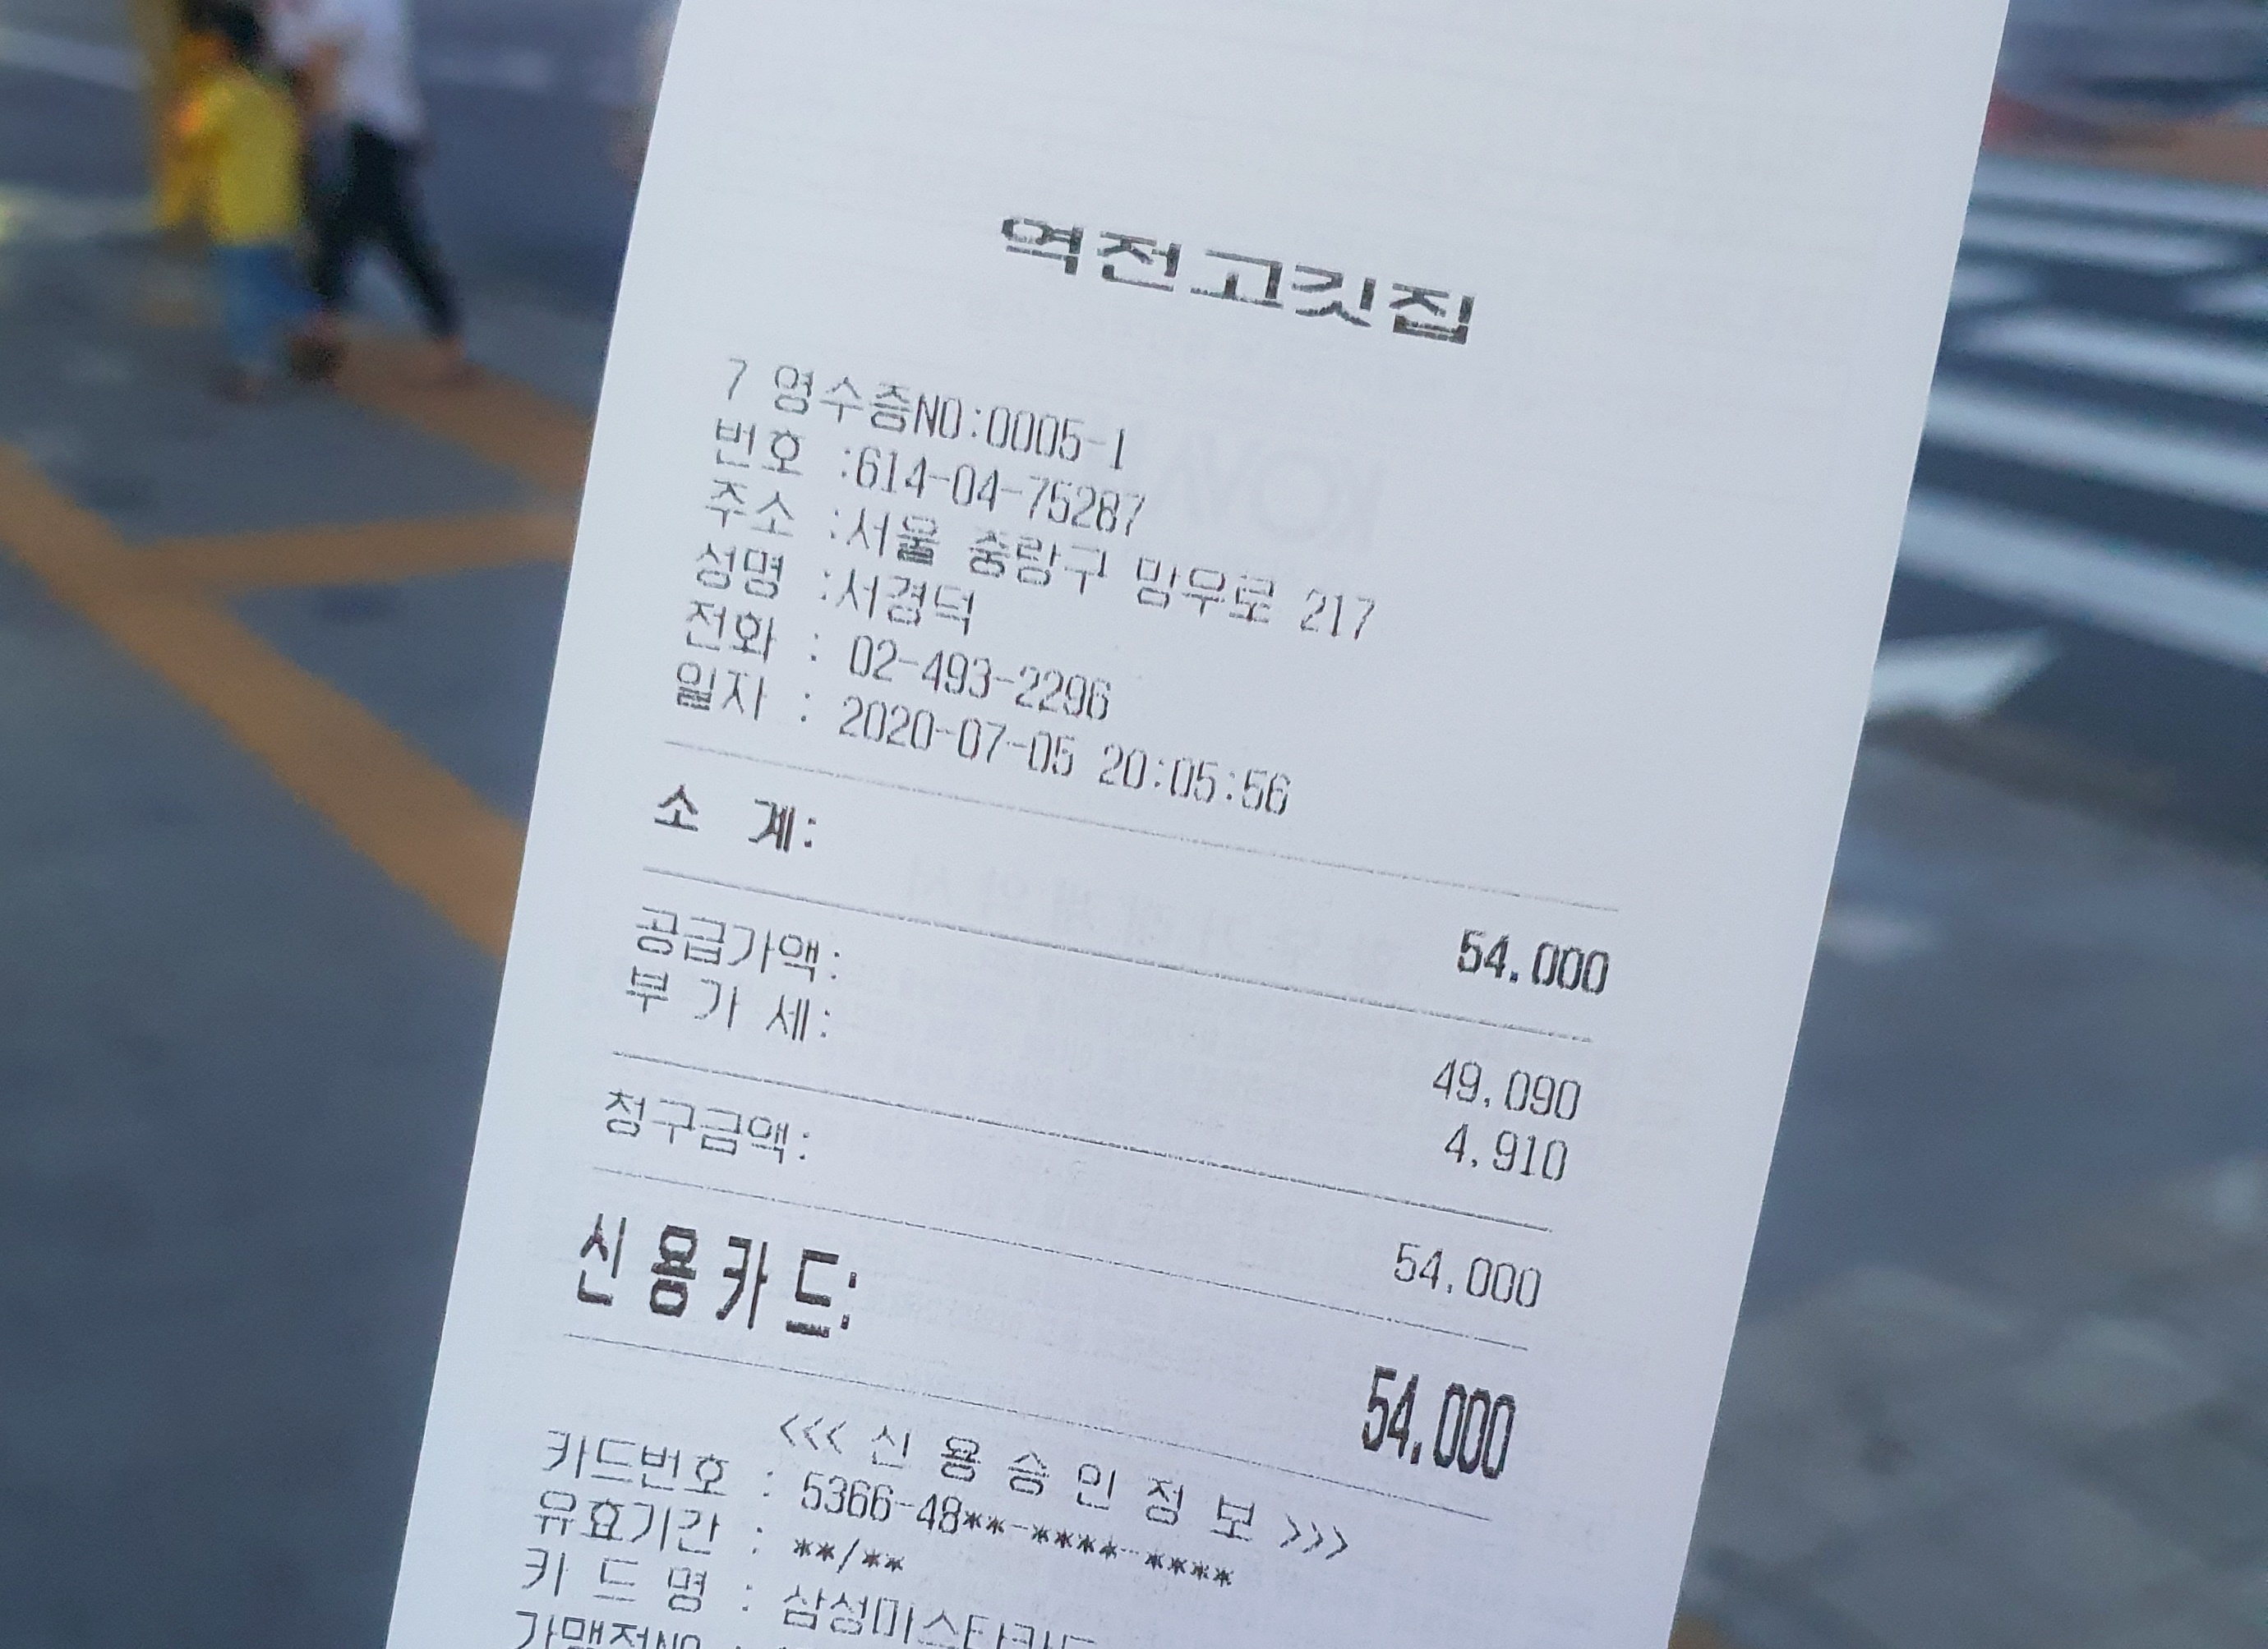 역전고깃집
7 영수증NO:0005-1
번호 :614-04-75287
주소 :서울 중랑구 망우로 217
성명 :서경덕
전화 : 02-493-2296
일자 : 2020-07-05 20:05:56
소 계: 54.000
공급가액: 49.090
부 가 세: 4.910
청구금액: 54.000
신용카드: 54.000
<<< 신 용 승 인 정 보 >>>
카드번호 : 5366-48**-****-****
유효기간 : **/**
카 드 명 : 삼성마스타카드
가맹점NO :